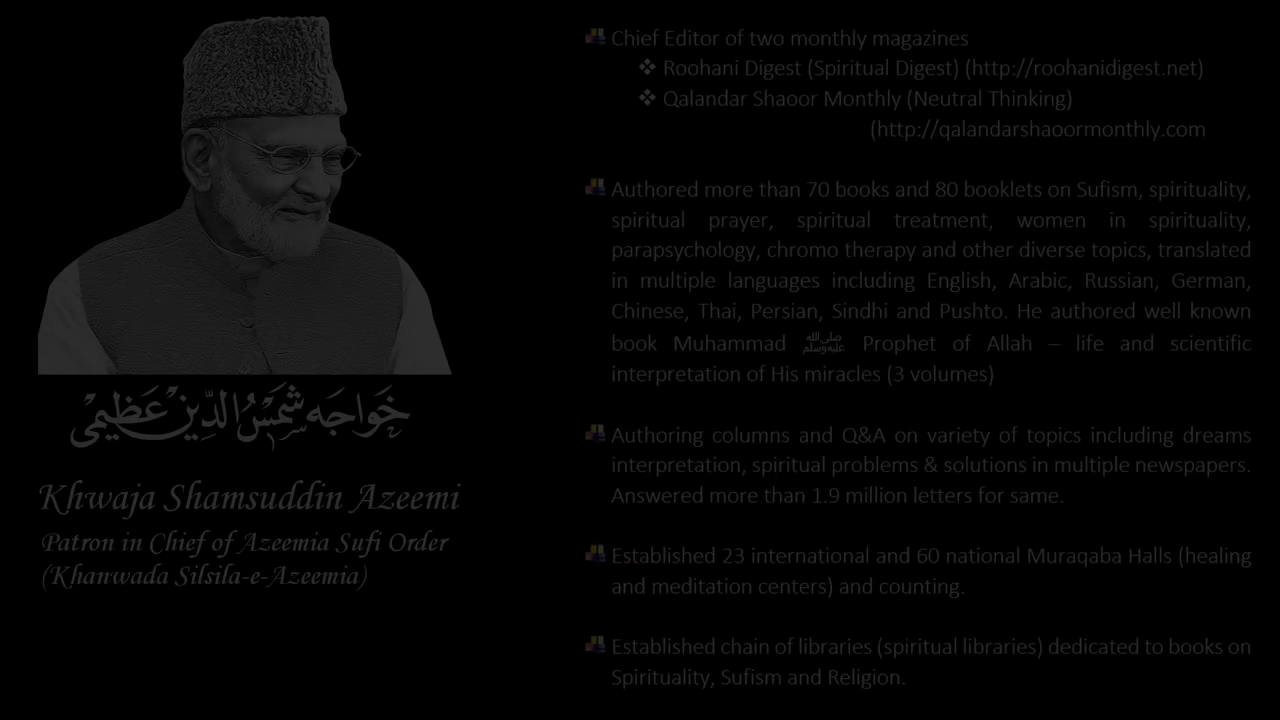 خواجه شمس الدين عظيمى
Khwaja Shamsuddin Azeemi
Patron in Chief of Azeemia Sufi Order
(Khanwada Silsila-e-Azeemia)
Chief Editor of two monthly magazines
❖ Roohani Digest (Spiritual Digest) (http://roohanidigest.net)
❖ Qalandar Shaoor Monthly (Neutral Thinking)
(http://qalandarshaoormonthly.com
Authored more than 70 books and 80 booklets on Sufism, spirituality,
spiritual prayer, spiritual treatment, women in spirituality,
parapsychology, chromo therapy and other diverse topics, translated
in multiple languages including English, Arabic, Russian, German,
Chinese, Thai, Persian, Sindhi and Pushto. He authored well known
book Muhammad ﷺ Prophet of Allah – life and scientific
interpretation of His miracles (3 volumes)
Authoring columns and Q&A on variety of topics including dreams
interpretation, spiritual problems & solutions in multiple newspapers.
Answered more than 1.9 million letters for same.
Established 23 international and 60 national Muraqaba Halls (healing
and meditation centers) and counting.
Established chain of libraries (spiritual libraries) dedicated to books on
Spirituality, Sufism and Religion.